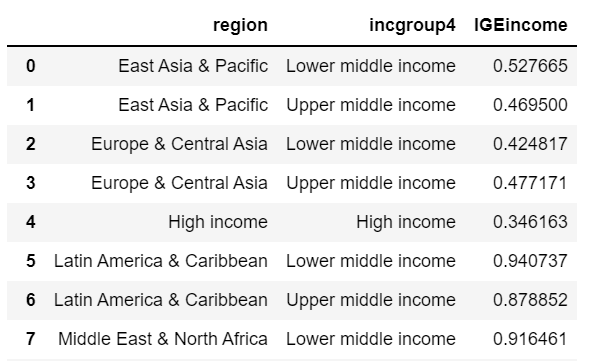 region incgroup4 IGEincome
0 East Asia & Pacific Lower middle income 0.527665
1 East Asia & Pacific Upper middle income 0.469500
2 Europe & Central Asia Lower middle income 0.424817
3 Europe & Central Asia Upper middle income 0.477171
4 High income High income 0.346163
5 Latin America & Caribbean Lower middle income 0.940737
6 Latin America & Caribbean Upper middle income 0.878852
7 Middle East & North Africa Lower middle income 0.916461